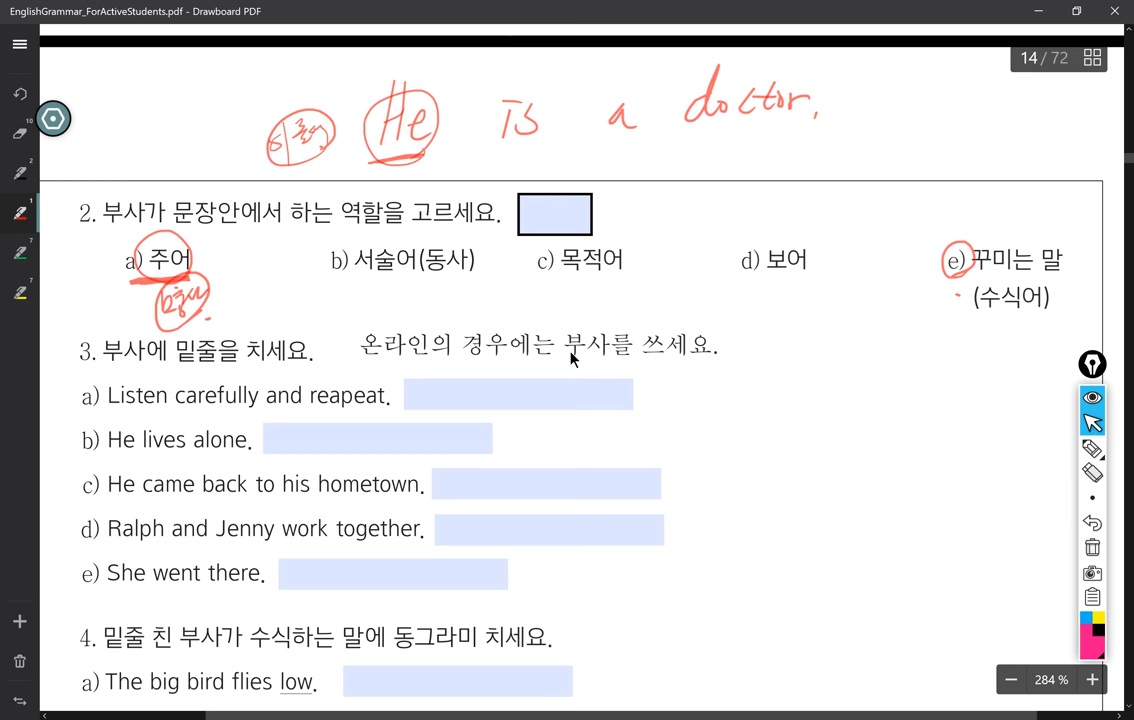 EnglishGrammar_ForActiveStudents.pdf - Drawboard PDF
14 / 72
He is a doctor.
10
2
1
7
7
2. 부사가 문장안에서 하는 역할을 고르세요.
a) 주어 b) 서술어(동사) c) 목적어 d) 보어 e) 꾸미는 말
(수식어)
3. 부사에 밑줄을 치세요. 온라인의 경우에는 부사를 쓰세요.
a) Listen carefully and reapeat.
b) He lives alone.
c) He came back to his hometown.
d) Ralph and Jenny work together.
e) She went there.
4. 밑줄 친 부사가 수식하는 말에 동그라미 치세요.
a) The big bird flies low.
284 %